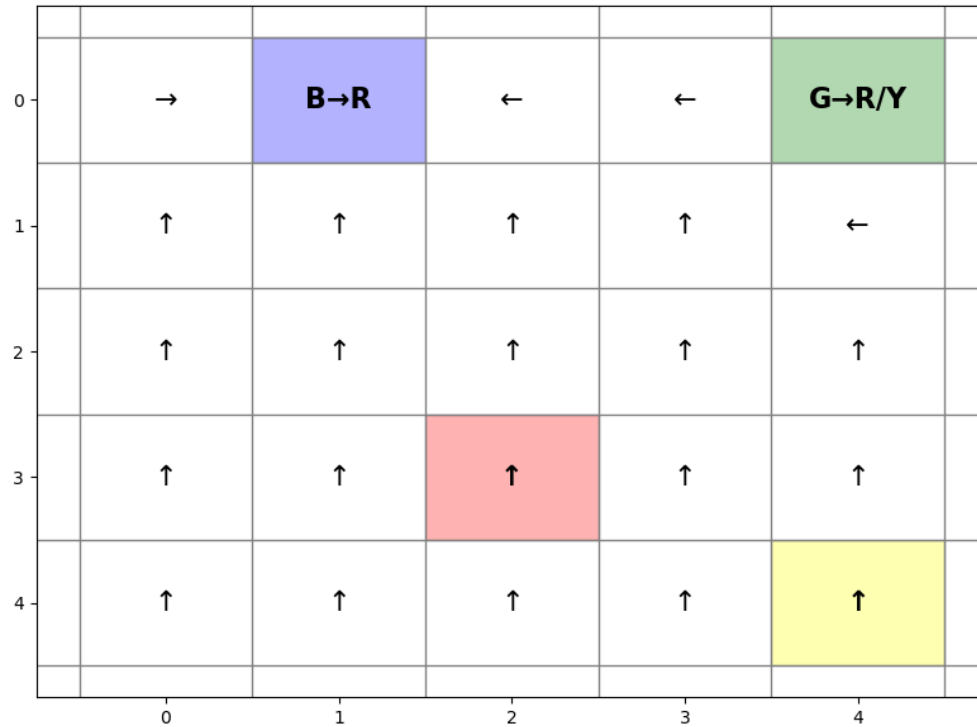 0 → B→R ← ← G→R/Y
1 ↑ ↑ ↑ ↑ ←
2 ↑ ↑ ↑ ↑ ↑
3 ↑ ↑ ↑ ↑ ↑
4 ↑ ↑ ↑ ↑ ↑
0 1 2 3 4